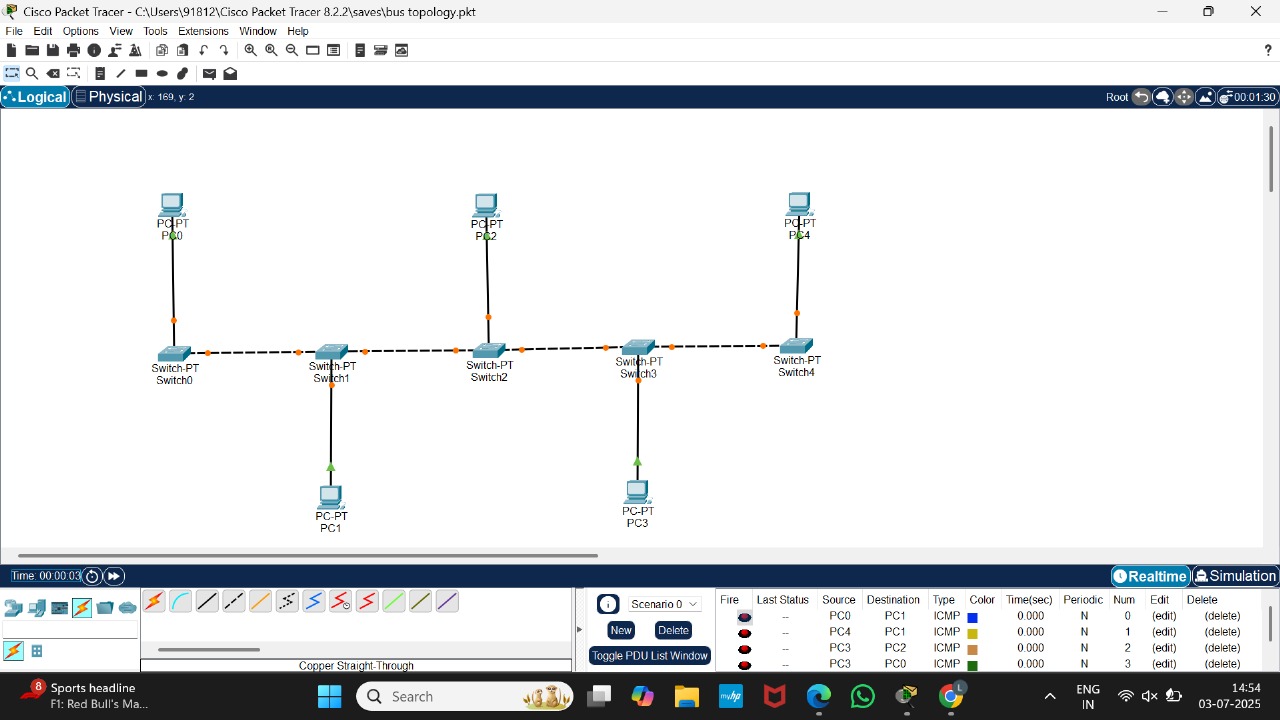 Cisco Packet Tracer - C:\Users\91812\Cisco Packet Tracer 8.2.2\saves\bus topology.pkt
File Edit Options View Tools Extensions Window Help
?
Logical Physical x: 169, y: 2 Root 00:01:30
PC-PT
PC0
PC-PT
PC2
PC-PT
PC4
Switch-PT
Switch0
Switch-PT
Switch1
Switch-PT
Switch2
Switch-PT
Switch3
Switch-PT
Switch4
PC-PT
PC1
PC-PT
PC3
Time: 00:00:03 Realtime Simulation
Scenario 0
New Delete
Toggle PDU List Window
Copper Straight-Through
Fire Last Status Source Destination Type Color Time(sec) Periodic Num Edit Delete
-- PC0 PC1 ICMP 0.000 N 0 (edit) (delete)
-- PC4 PC1 ICMP 0.000 N 1 (edit) (delete)
-- PC3 PC2 ICMP 0.000 N 2 (edit) (delete)
-- PC3 PC0 ICMP 0.000 N 3 (edit) (delete)
8 Sports headline
F1: Red Bull's Ma...
Search
hp
L
ENG
IN
14:54
03-07-2025